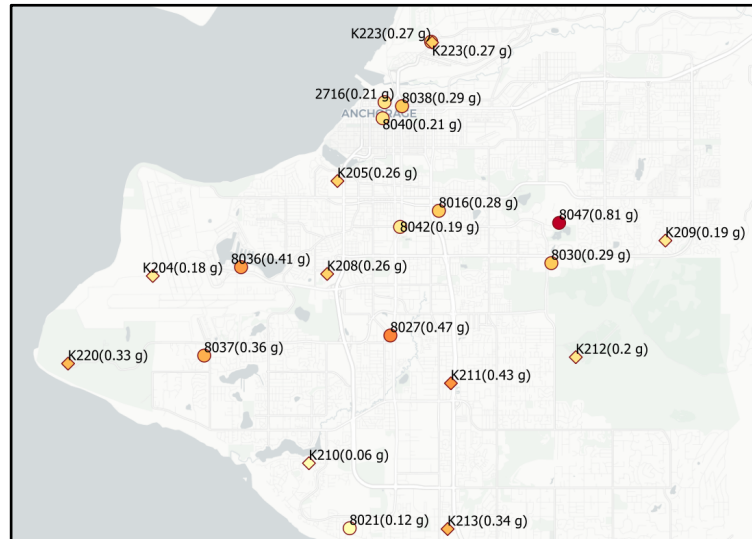 K223(0.27 g)
K223(0.27 g)
2716(0.21 g)
8038(0.29 g)
ANCHORAGE
8040(0.21 g)
K205(0.26 g)
8016(0.28 g)
8047(0.81 g)
8042(0.19 g)
K209(0.19 g)
8036(0.41 g)
8030(0.29 g)
K204(0.18 g)
K208(0.26 g)
8027(0.47 g)
8037(0.36 g)
K212(0.2 g)
K220(0.33 g)
K211(0.43 g)
K210(0.06 g)
8021(0.12 g)
K213(0.34 g)